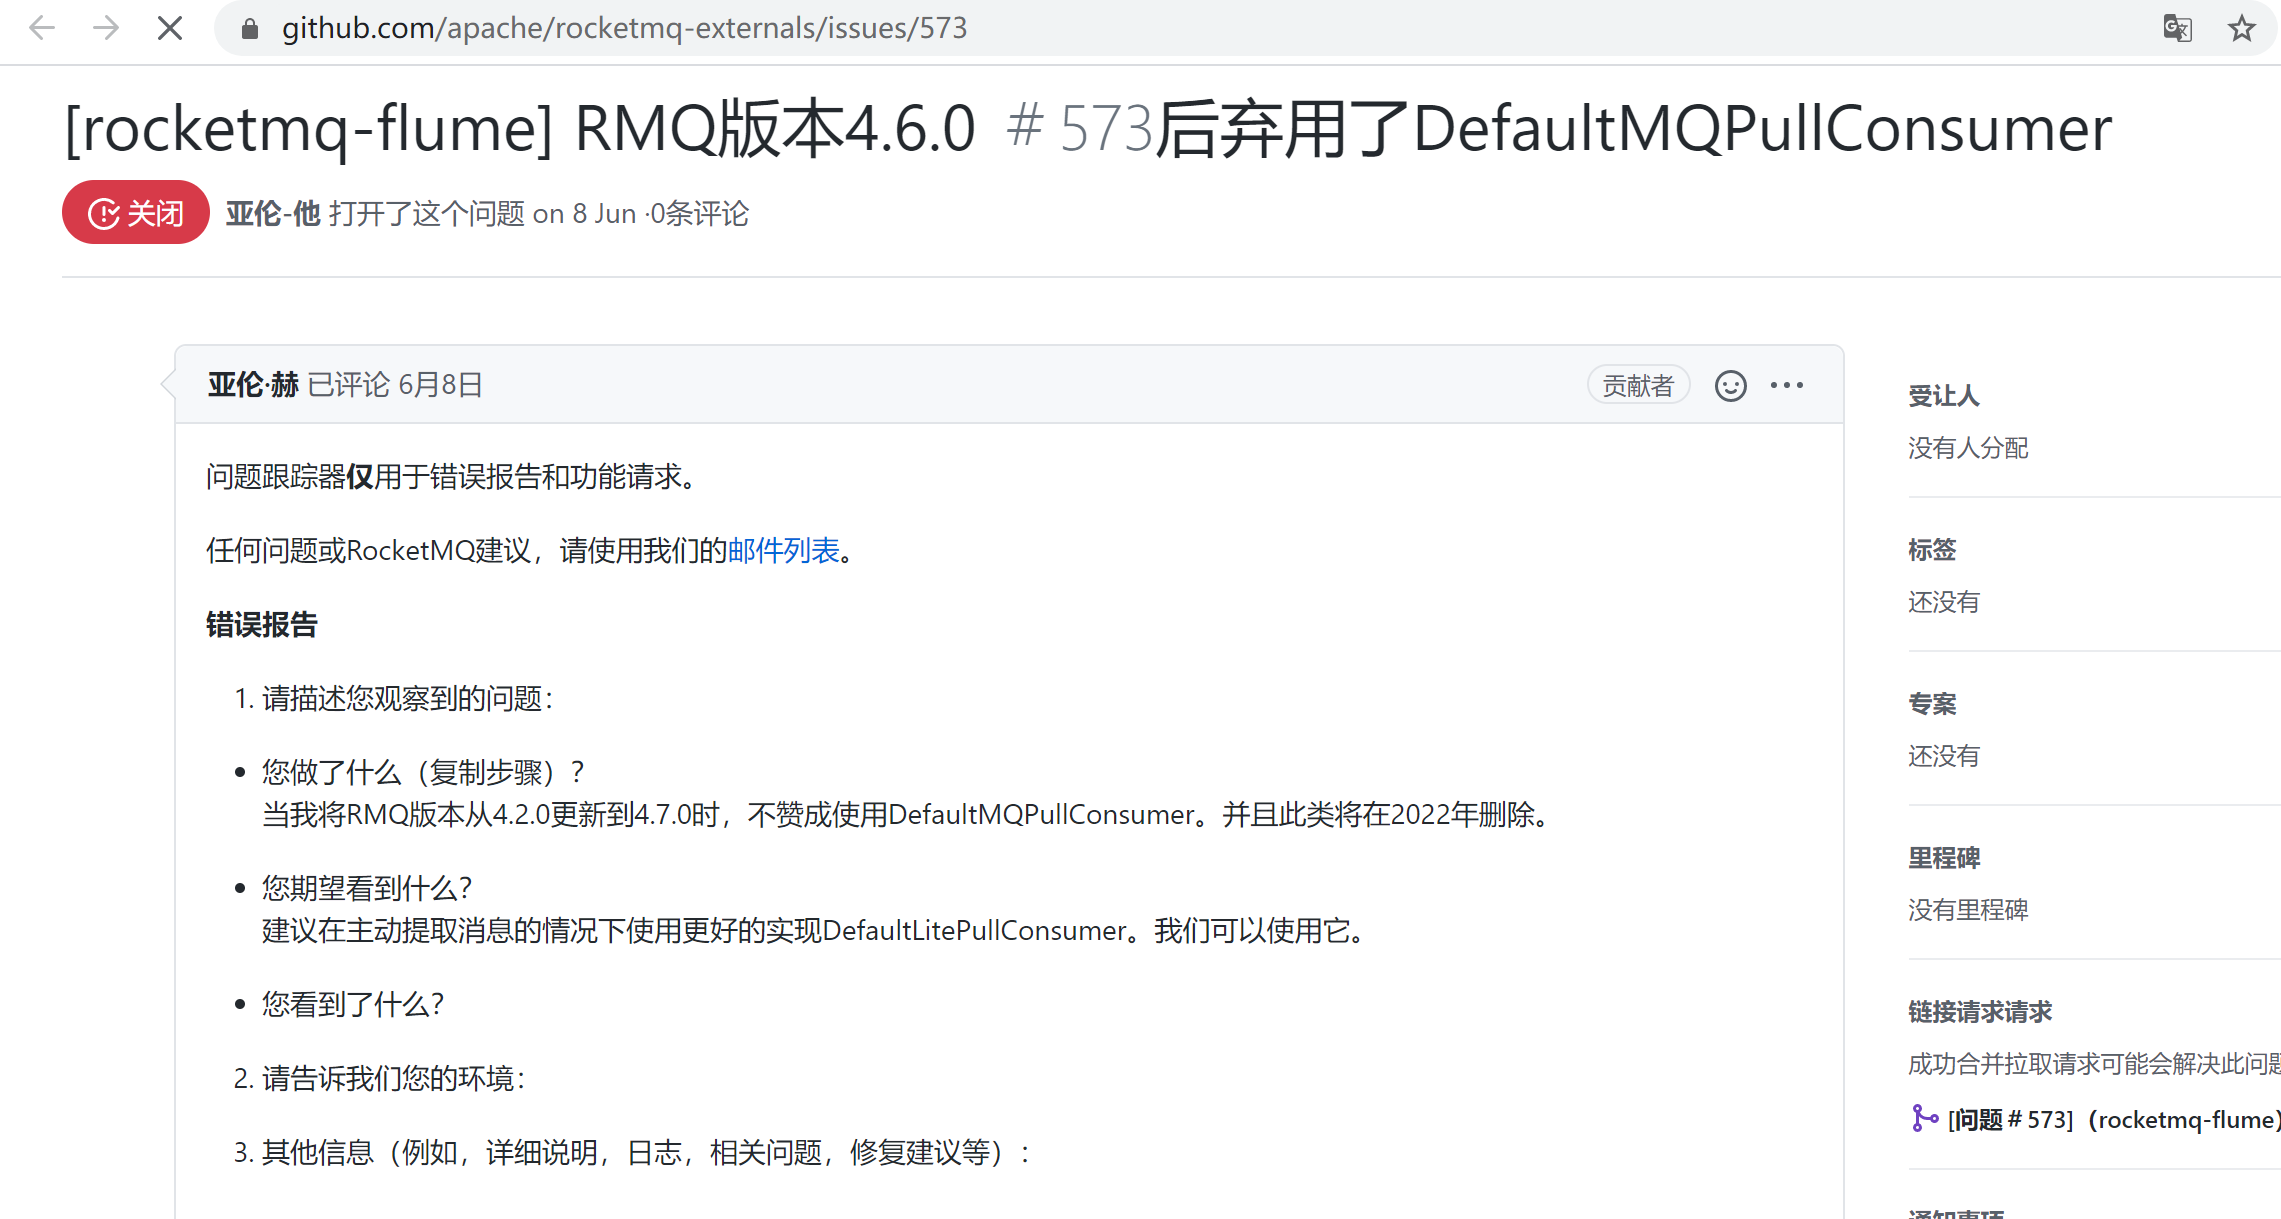 github.com/apache/rocketmq-externals/issues/573
[rocketmq-flume] RMQ版本4.6.0 #573后弃用了DefaultMQPullConsumer
关闭 亚伦-他 打开了这个问题 on 8 Jun ·0条评论
亚伦·赫 已评论 6月8日
贡献者
问题跟踪器仅用于错误报告和功能请求。
任何问题或RocketMQ建议，请使用我们的邮件列表。
错误报告
1. 请描述您观察到的问题：
• 您做了什么（复制步骤）？
当我将RMQ版本从4.2.0更新到4.7.0时，不赞成使用DefaultMQPullConsumer。并且此类将在2022年删除。
• 您期望看到什么？
建议在主动提取消息的情况下使用更好的实现DefaultLitePullConsumer。我们可以使用它。
• 您看到了什么？
2. 请告诉我们您的环境：
3. 其他信息（例如，详细说明，日志，相关问题，修复建议等）：
受让人
没有人分配
标签
还没有
专案
还没有
里程碑
没有里程碑
链接请求请求
成功合并拉取请求可能会解决此问题
[问题＃573]（rocketmq-flume）